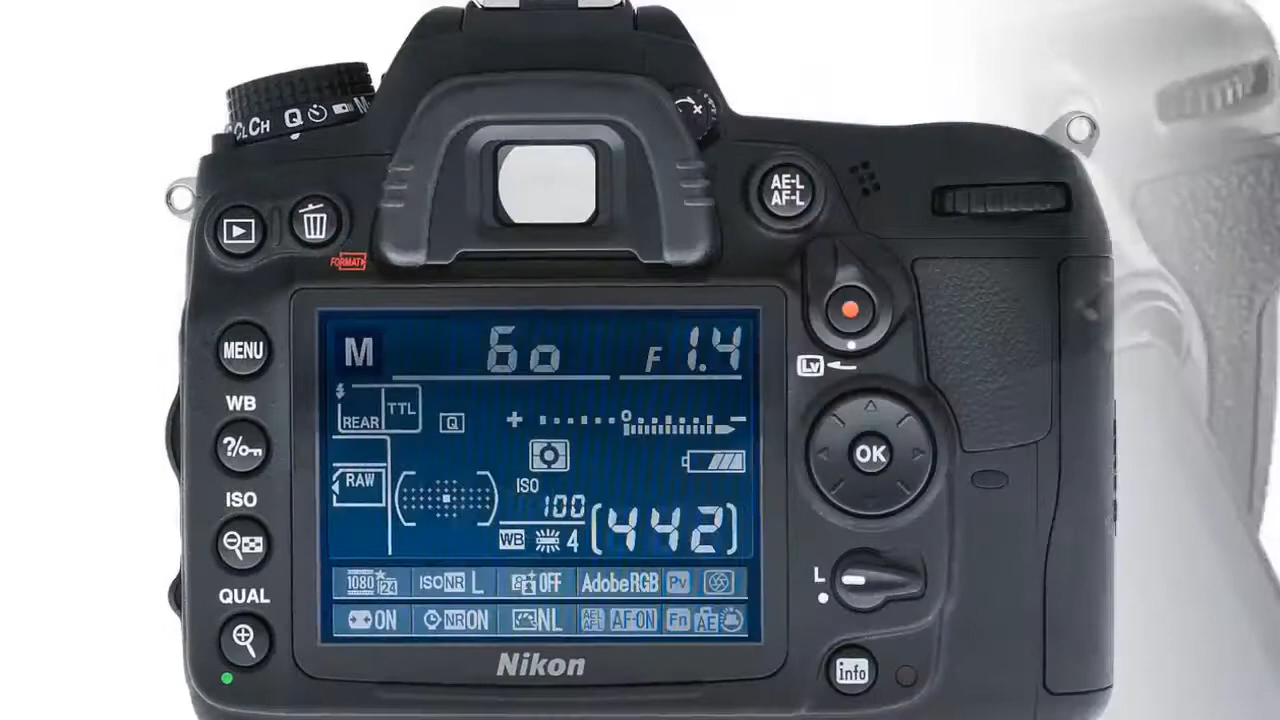 CL CH Q M
AE-L
AF-L
FORMAT
MENU
WB
?/
ISO
QUAL
M 60 F 1.4
REAR TTL
Q
RAW
ISO
100
WB 4 (442)
1080 24 ISO NR L OFF AdobeRGB Pv
ON NR ON NL AE-L AF-L AF-ON Fn AE
Nikon
Lv
OK
L
info